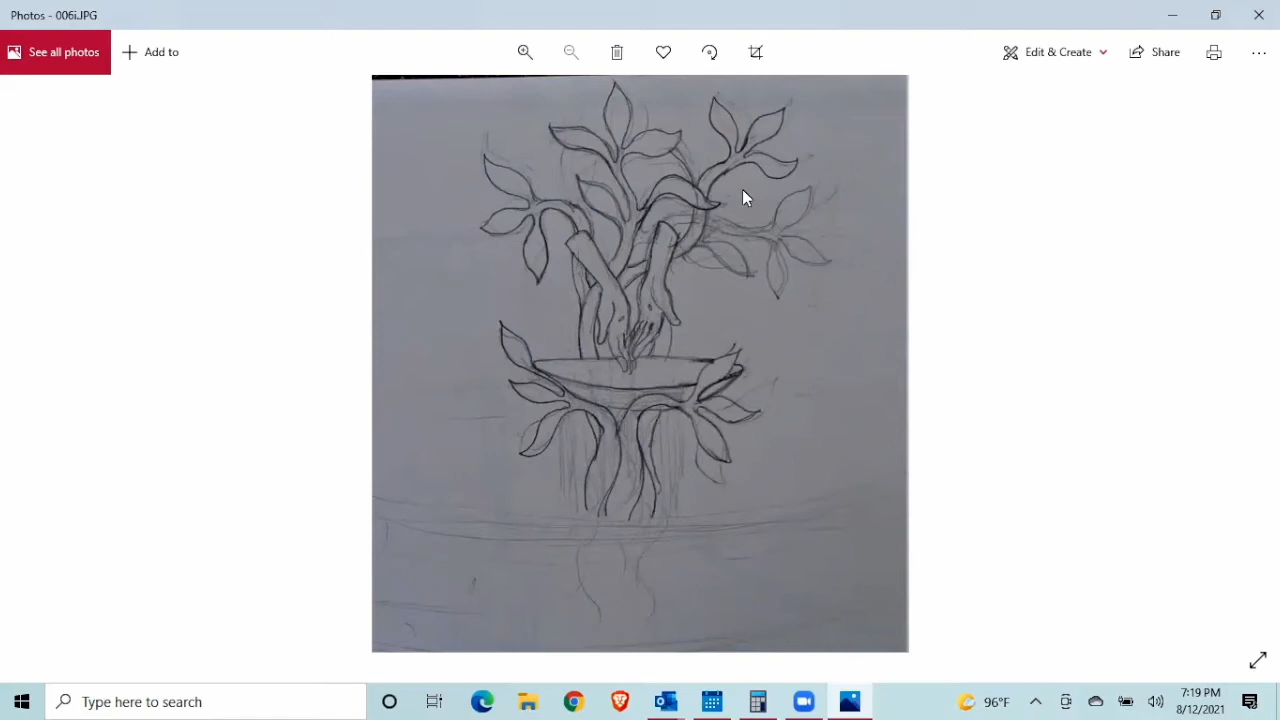 Photos - 006i.JPG
See all photos
Add to
Edit & Create
Share
Type here to search
96°F
7:19 PM
8/12/2021